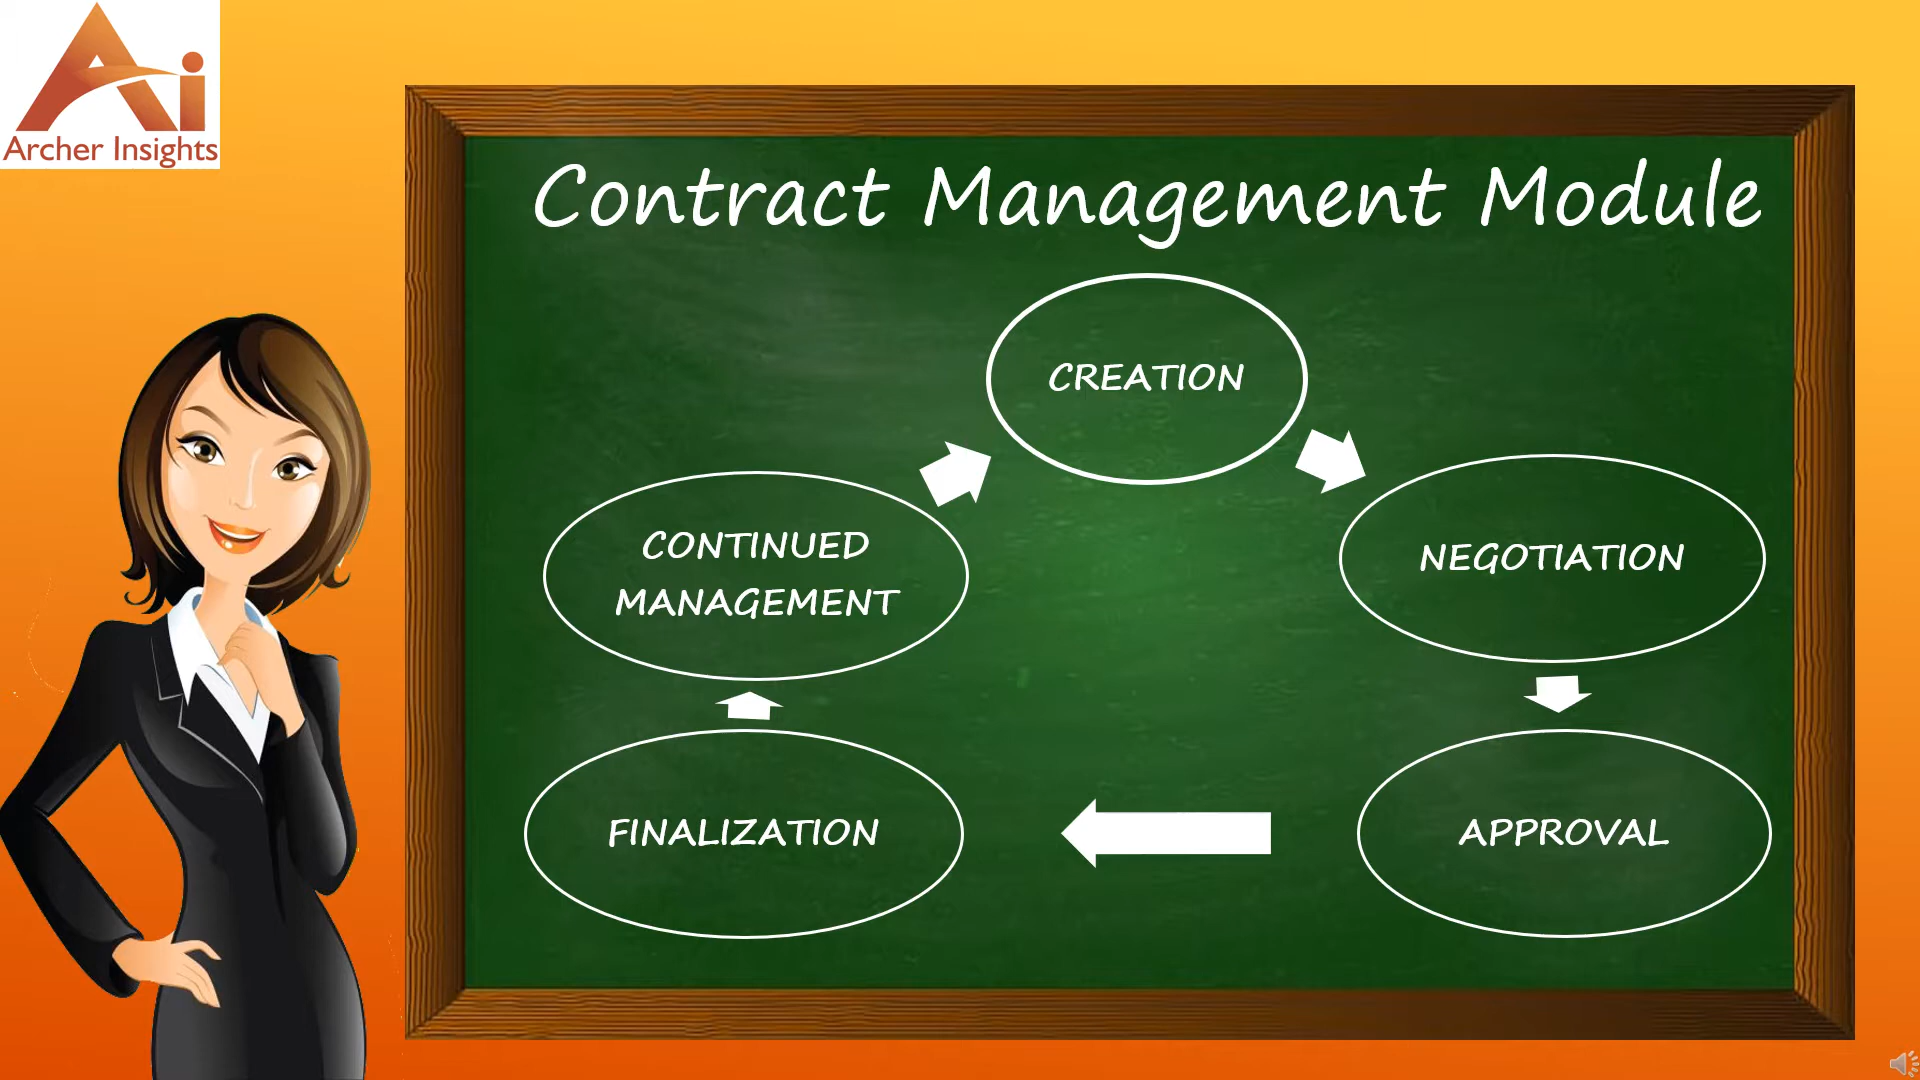 Archer Insights
Contract Management Module
CREATION
CONTINUED
MANAGEMENT
NEGOTIATION
FINALIZATION
APPROVAL